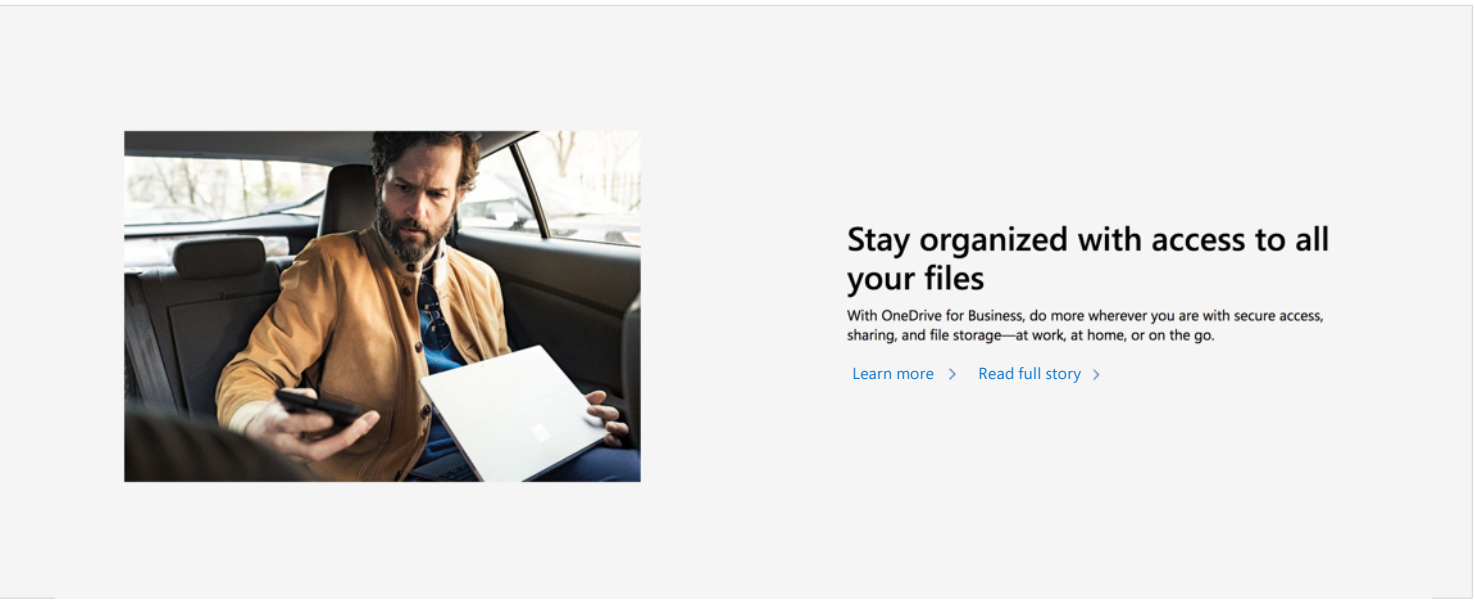 Stay organized with access to all
your files
With OneDrive for Business, do more wherever you are with secure access,
sharing, and file storage—at work, at home, or on the go.
Learn more
Read full story